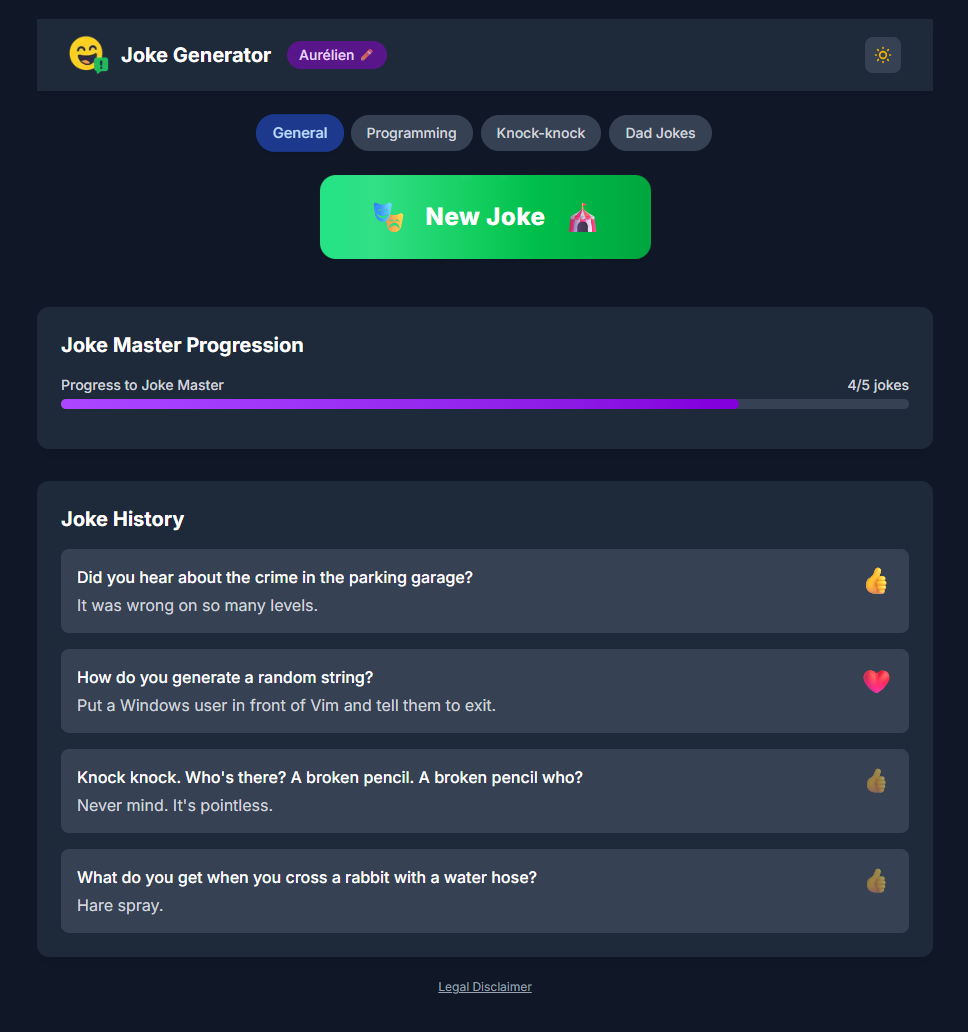 Joke Generator Aurélien
General Programming Knock-knock Dad Jokes
New Joke
Joke Master Progression
Progress to Joke Master 4/5 jokes
Joke History
Did you hear about the crime in the parking garage?
It was wrong on so many levels.
How do you generate a random string?
Put a Windows user in front of Vim and tell them to exit.
Knock knock. Who's there? A broken pencil. A broken pencil who?
Never mind. It's pointless.
What do you get when you cross a rabbit with a water hose?
Hare spray.
Legal Disclaimer